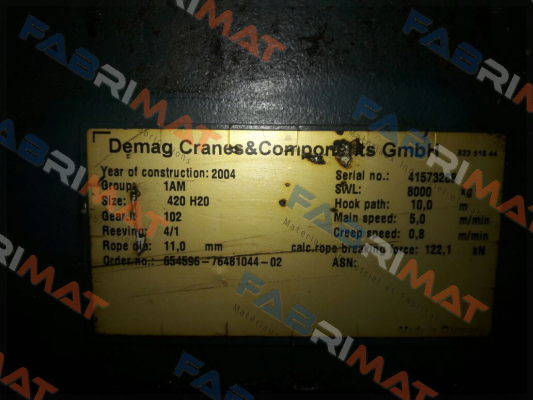 Demag Cranes&Components GmbH
Year of construction: 2004
Serial no.: 41573269
Group: 1AM
SWL: 8000 kg
Size: 420 H20
Hook path: 10,0 m
Gear.it 102
Main speed: 5,0 m/min
Reeving: 4/1
Creep speed: 0,8 m/min
Rope dia: 11,0 mm
calc.rope breaking force: 122,1 kN
Order no.: 654596-76481044-02
ASN:
FABRIMAT
FABRIMAT
FABRIMAT
FABRIMAT
FABRIMAT
FABRIMAT